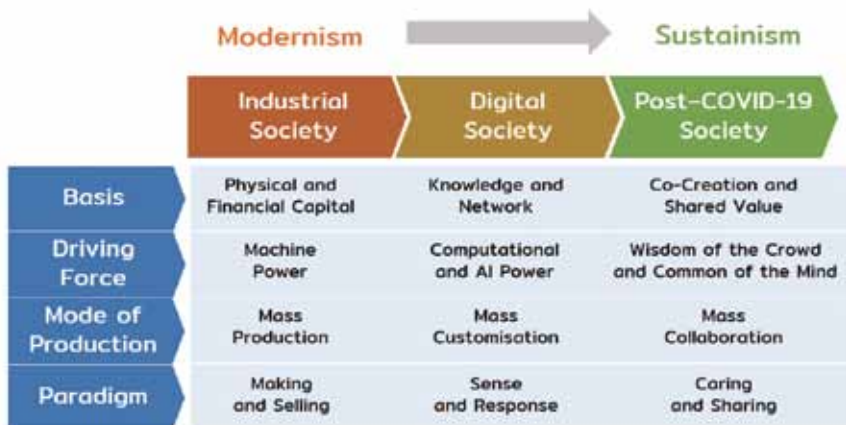 Modernism
Sustainism
Industrial
Society
Digital
Society
Post-COVID-19
Society
Basis
Physical and
Financial Capital
Knowledge and
Network
Co-Creation and
Shared Value
Driving
Force
Machine
Power
Computational
and AI Power
Wisdom of the Crowd
and Common of the Mind
Mode of
Production
Mass
Production
Mass
Customisation
Mass
Collaboration
Paradigm
Making
and Selling
Sense
and Response
Caring
and Sharing